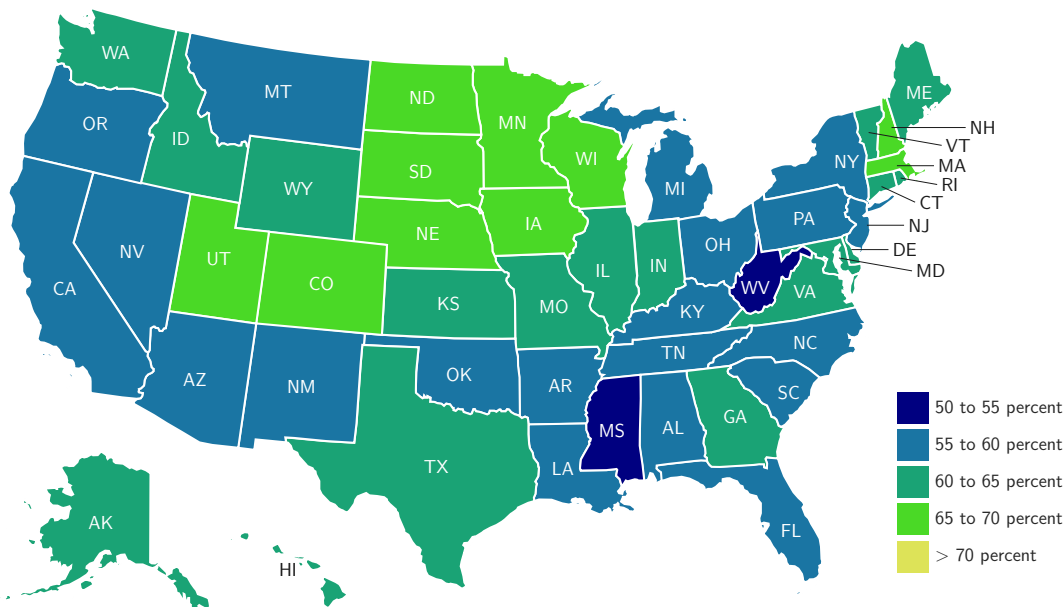 WA
ME
MT
ND
MN
OR
NH
ID
VT
WI
NY
MA
SD
RI
WY
MI
CT
PA
IA
NJ
NE
OH
NV
DE
UT
IL
IN
MD
CO
WV
CA
VA
KS
MO
KY
NC
TN
AZ
OK
NM
AR
SC
50 to 55 percent
GA
AL
MS
55 to 60 percent
TX
LA
60 to 65 percent
AK
65 to 70 percent
FL
> 70 percent
HI